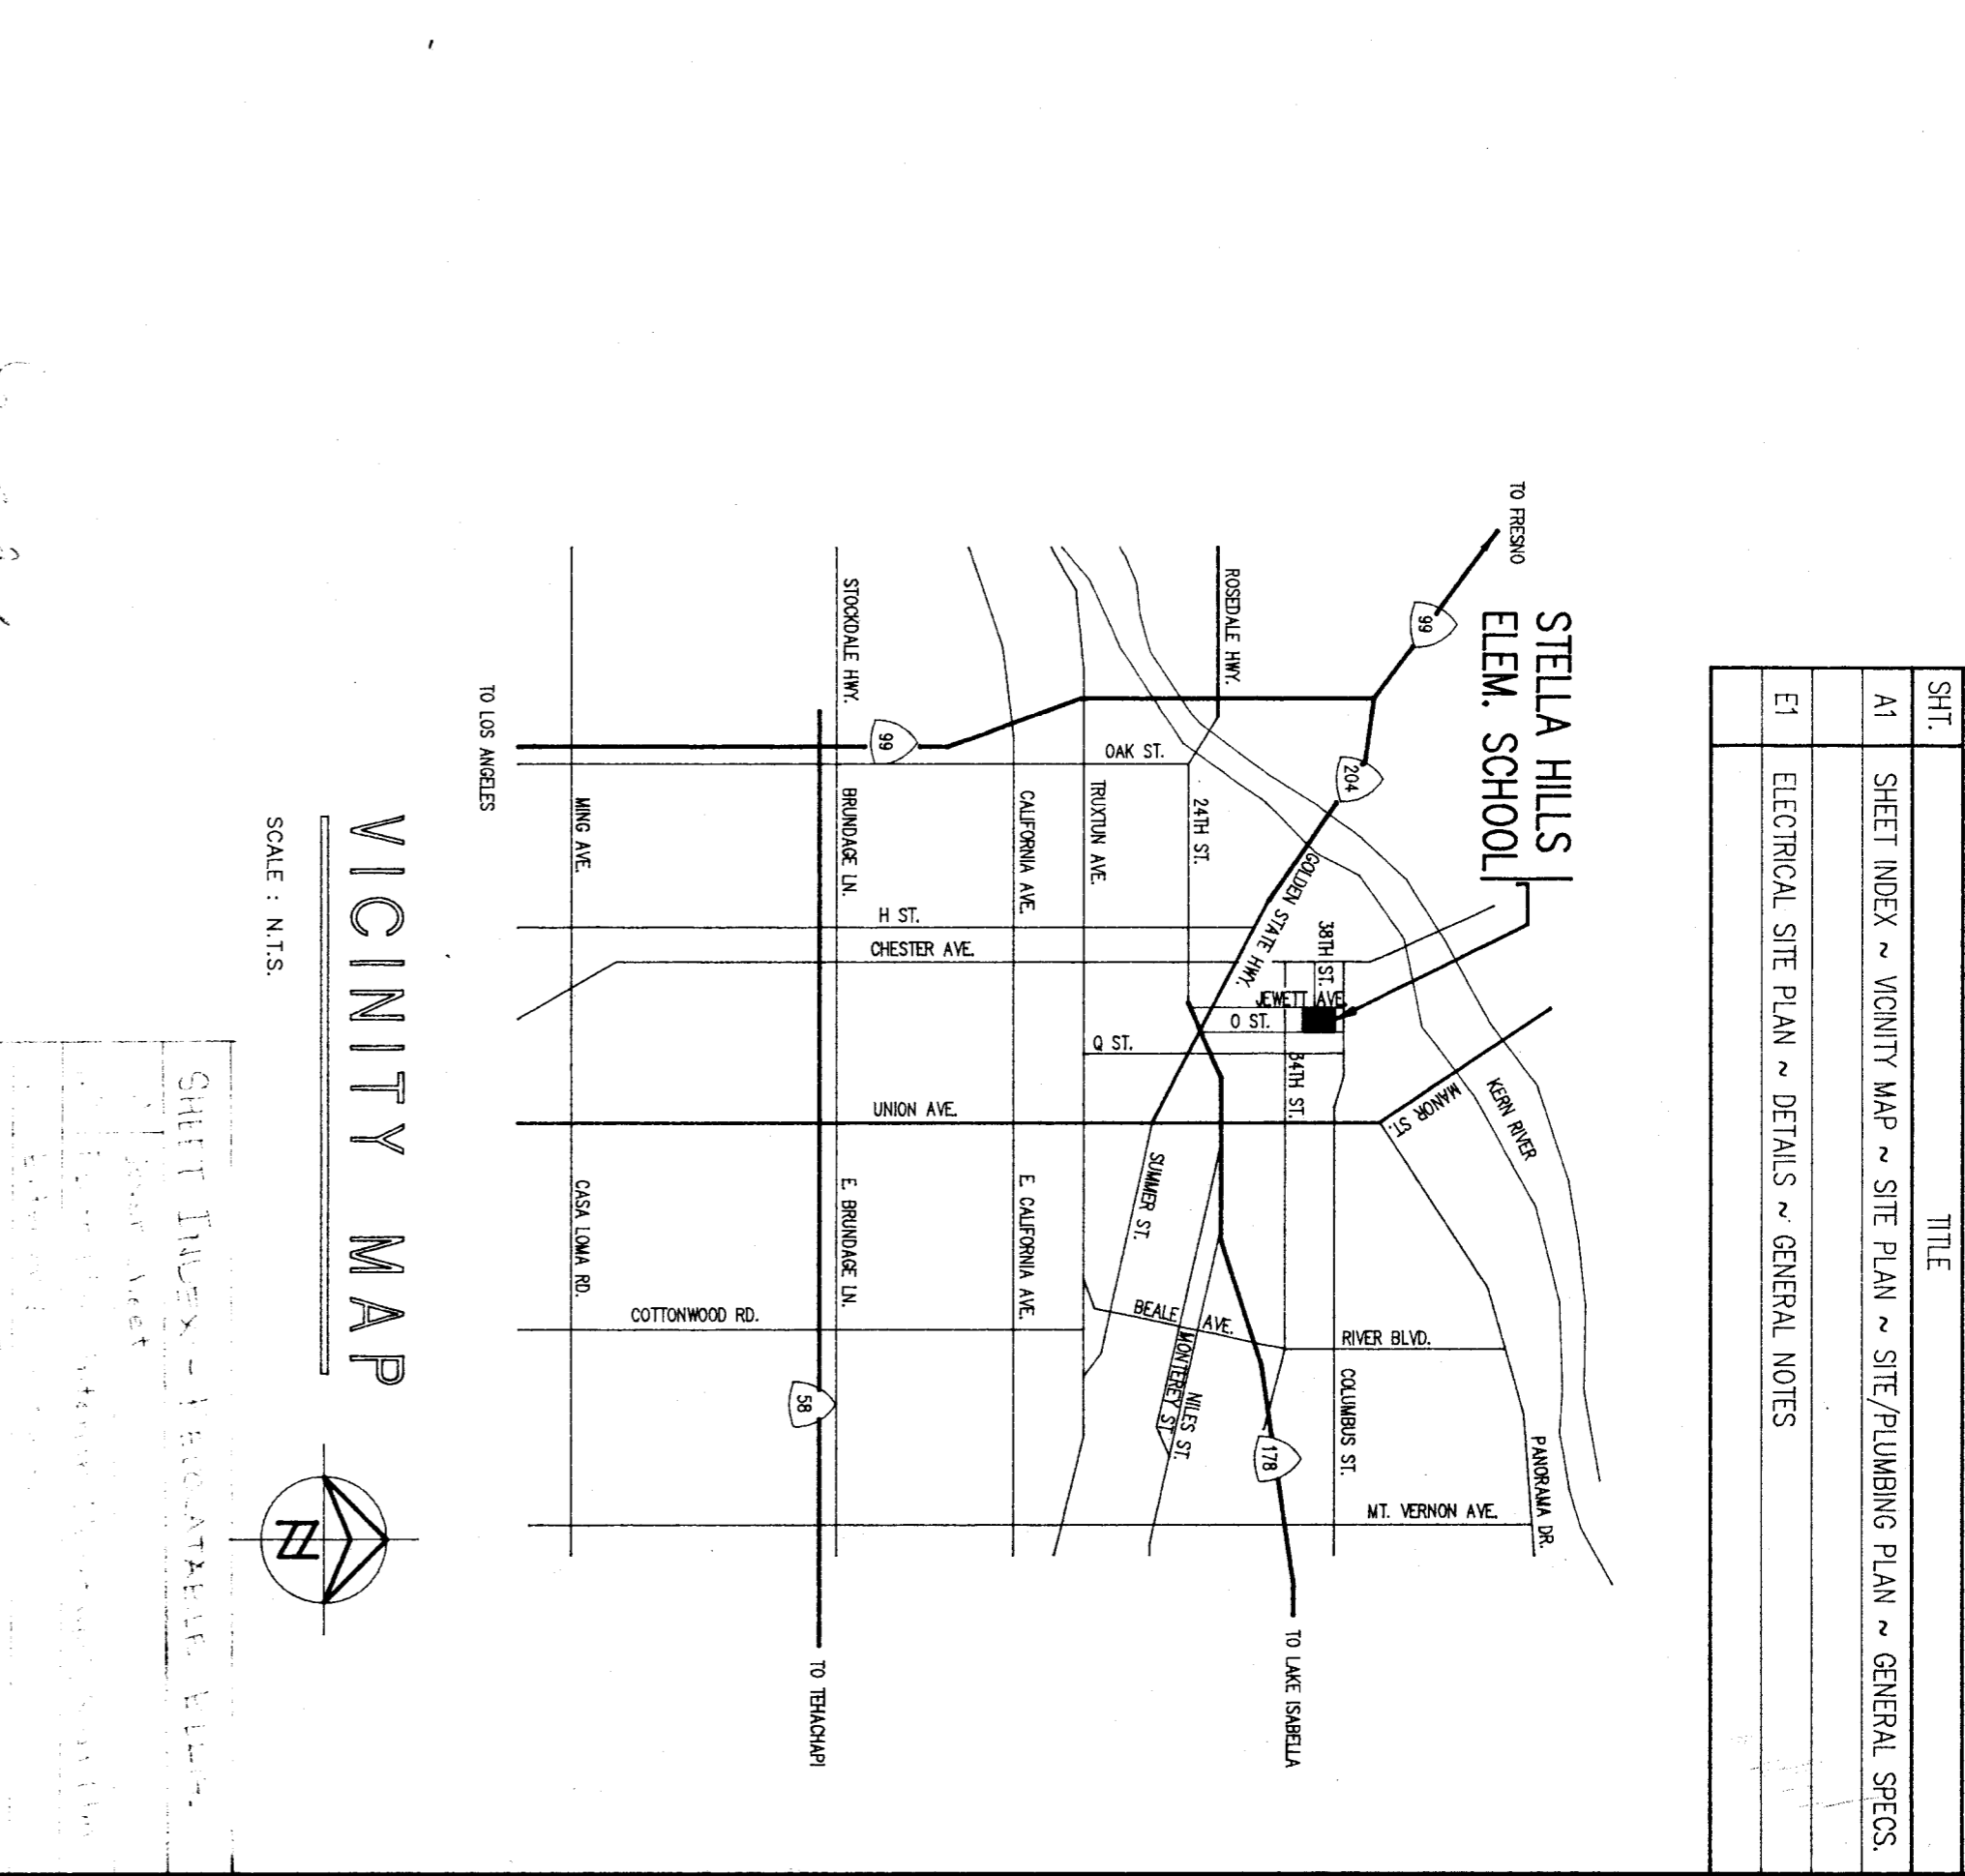 SHT. TITLE
A1 SHEET INDEX ~ VICINITY MAP ~ SITE PLAN ~ SITE/PLUMBING PLAN ~ GENERAL SPECS.
E1 ELECTRICAL SITE PLAN ~ DETAILS ~ GENERAL NOTES
STELLA HILLS
ELEM. SCHOOL
TO FRESNO
99
204
ROSEDALE HWY.
STOCKDALE HWY.
99
TO LOS ANGELES
OAK ST.
24TH ST.
TRUXTUN AVE.
CALIFORNIA AVE.
BRUNDAGE LN.
MING AVE.
GOLDEN STATE HWY.
38TH ST.
H ST.
CHESTER AVE.
JEWETT AVE.
O ST.
Q ST.
34TH ST.
UNION AVE.
MANOR ST.
KERN RIVER
SUMMER ST.
E. CALIFORNIA AVE.
E. BRUNDAGE LN.
CASA LOMA RD.
COTTONWOOD RD.
BEALE AVE.
RIVER BLVD.
MONTEREY ST.
NILES ST.
COLUMBUS ST.
PANORAMA DR.
58
178
MT. VERNON AVE.
TO LAKE ISABELLA
TO TEHACHAPI
VICINITY MAP
SCALE : N.T.S.
N
SHEET INDEX -